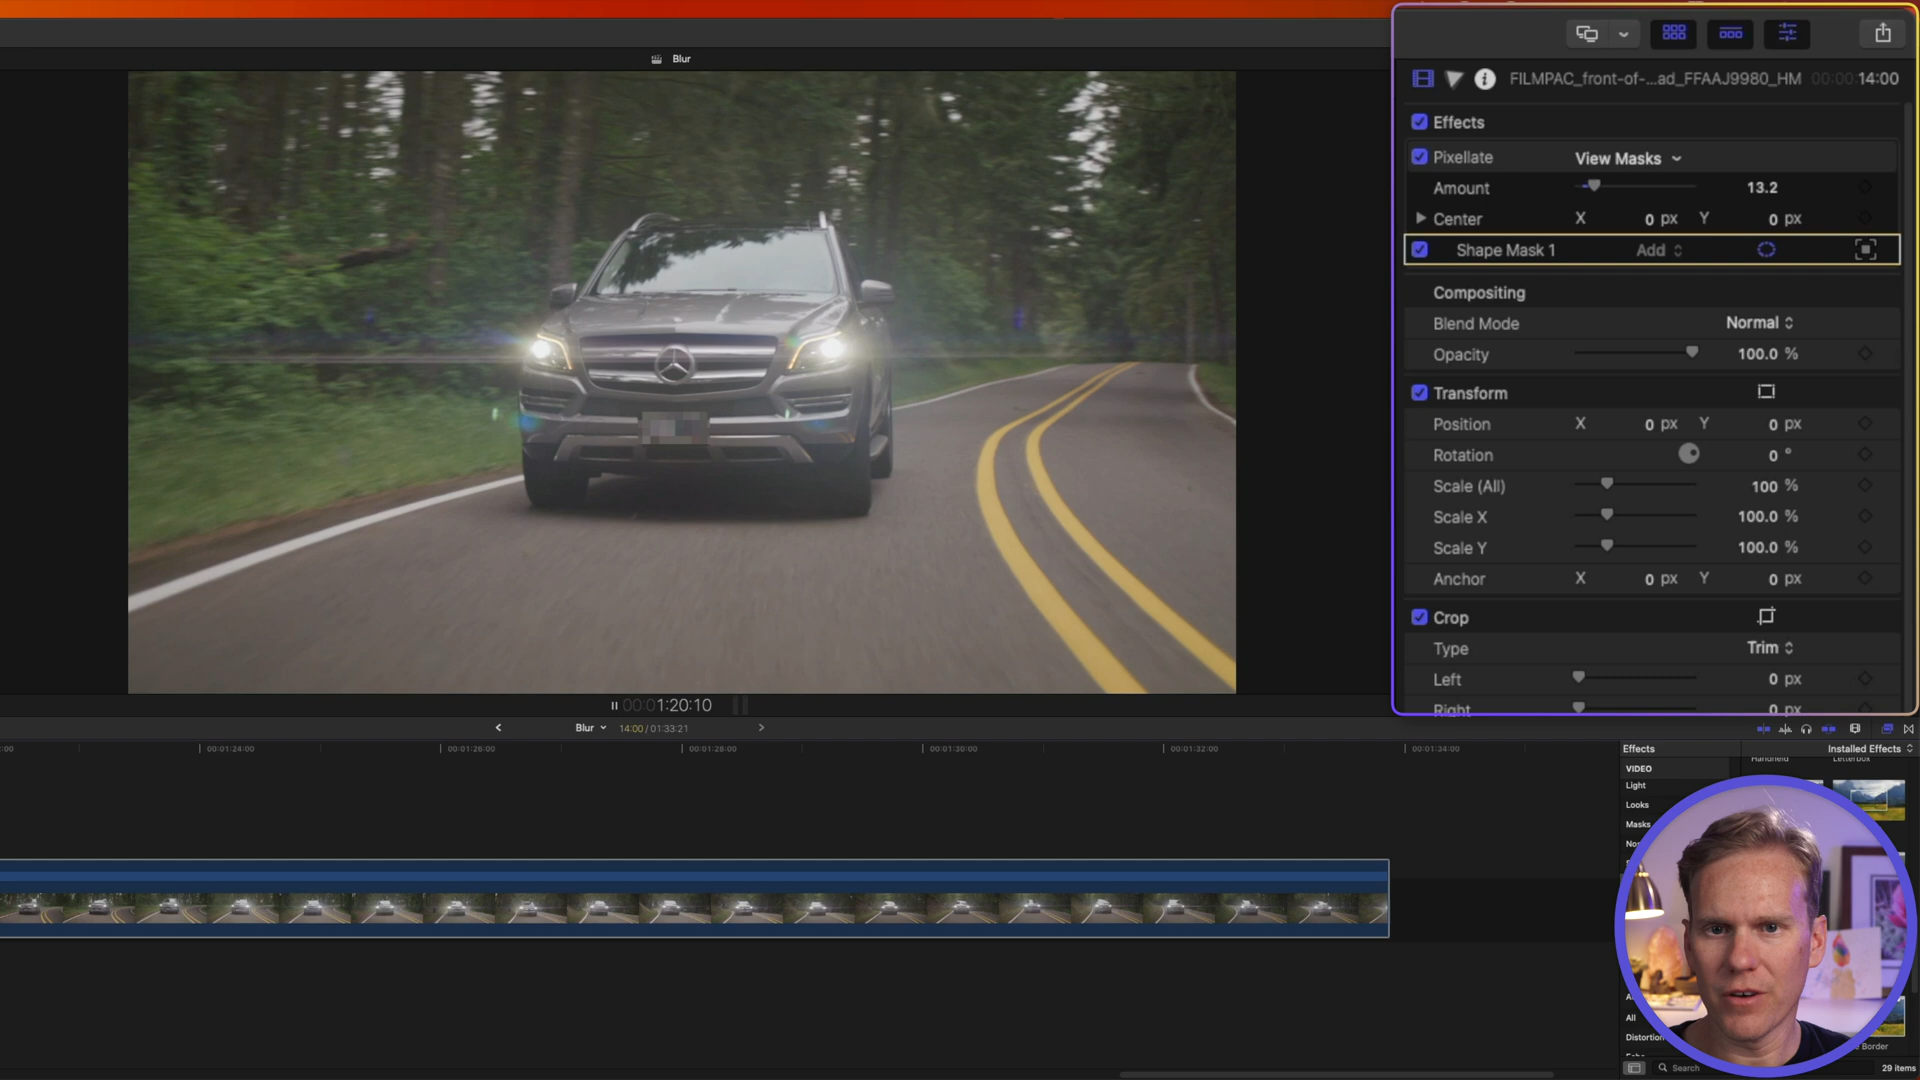 Blur
FILMPAC_front-of-...ad_FFAAJ9980_HM 00:00:14:00
Effects
Pixellate View Masks
Amount 13.2
Center X 0 px Y 0 px
Shape Mask 1 Add
Compositing
Blend Mode Normal
Opacity 100.0 %
Transform
Position X 0 px Y 0 px
Rotation 0 °
Scale (All) 100 %
Scale X 100.0 %
Scale Y 100.0 %
Anchor X 0 px Y 0 px
Crop
Type Trim
Left 0 px
Right 0 px
00:01:20:10
Blur 14:00 / 01:33:21
:00 00:01:24:00 00:01:26:00 00:01:28:00 00:01:30:00 00:01:32:00 00:01:34:00
Effects Installed Effects
VIDEO
Handheld Letterbox
Light
Looks
Masks
All
Distortion
Border
Search 29 items